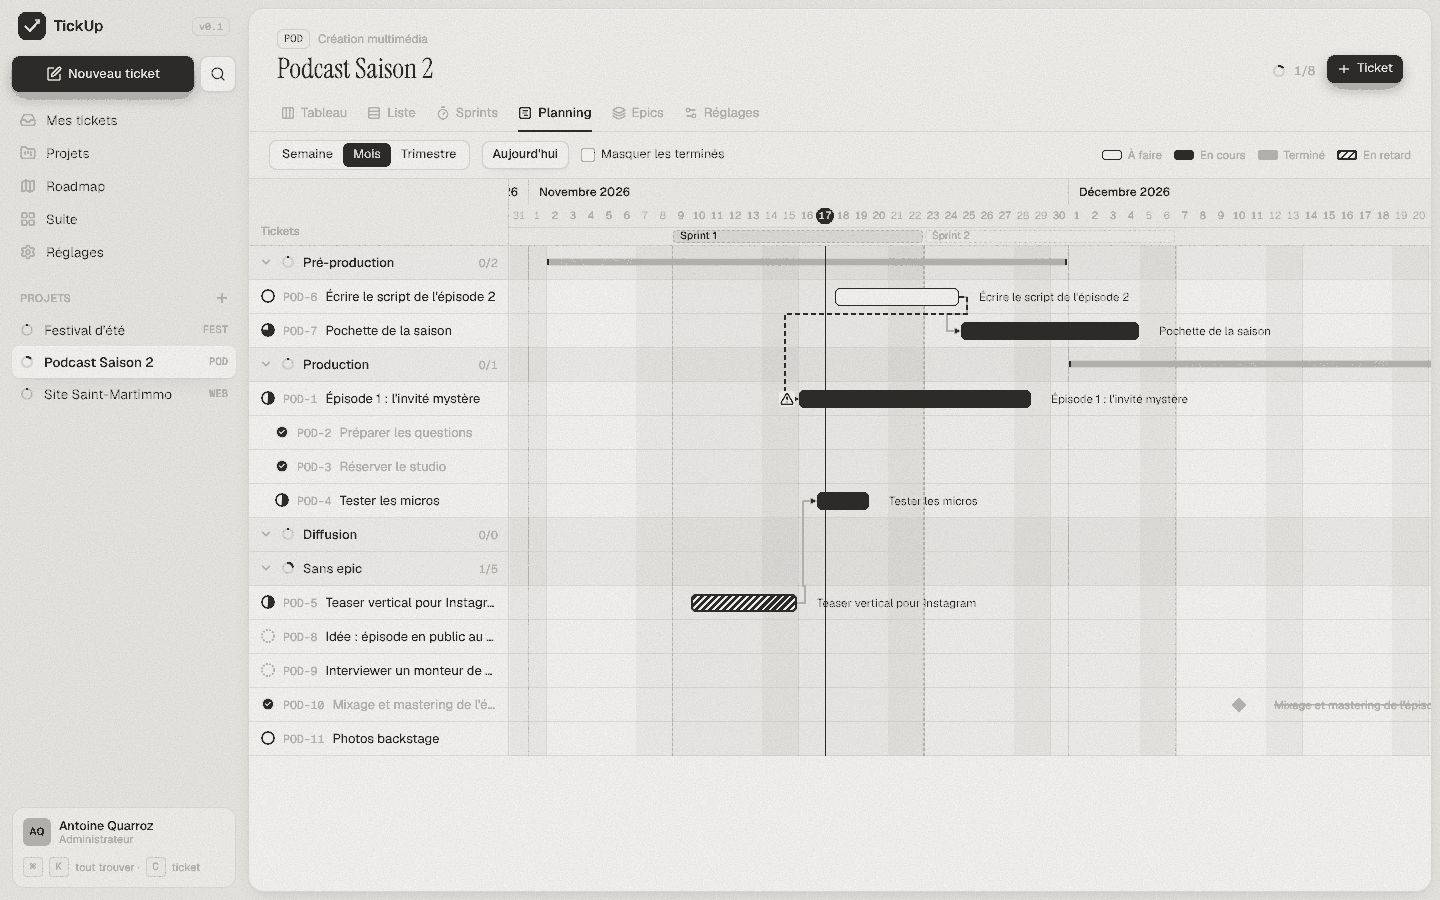 TickUp
v0.1
Nouveau ticket
Mes tickets
Projets
Roadmap
Suite
Réglages
PROJETS
Festival d'été FEST
Podcast Saison 2 POD
Site Saint-Martimmo WEB
AQ
Antoine Quarroz
Administrateur
⌘ K tout trouver · C ticket
POD Création multimédia
Podcast Saison 2
1/8
+ Ticket
Tableau Liste Sprints Planning Epics Réglages
Semaine Mois Trimestre Aujourd'hui Masquer les terminés
À faire En cours Terminé En retard
26 Novembre 2026 Décembre 2026
31 1 2 3 4 5 6 7 8 9 10 11 12 13 14 15 16 17 18 19 20 21 22 23 24 25 26 27 28 29 30 1 2 3 4 5 6 7 8 9 10 11 12 13 14 15 16 17 18 19 20
Tickets
Sprint 1 Sprint 2
Pré-production 0/2
POD-6 Écrire le script de l'épisode 2 Écrire le script de l'épisode 2
POD-7 Pochette de la saison Pochette de la saison
Production 0/1
POD-1 Épisode 1 : l'invité mystère Épisode 1 : l'invité mystère
POD-2 Préparer les questions
POD-3 Réserver le studio
POD-4 Tester les micros Tester les micros
Diffusion 0/0
Sans epic 1/5
POD-5 Teaser vertical pour Instagr... Teaser vertical pour Instagram
POD-8 Idée : épisode en public au ...
POD-9 Interviewer un monteur de ...
POD-10 Mixage et mastering de l'é... Mixage et mastering de l'épiso
POD-11 Photos backstage